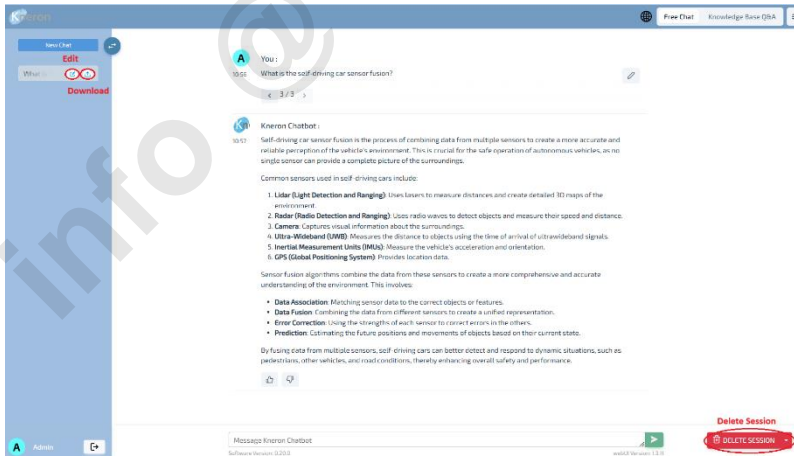 Kneron
Free Chat Knowledge Base Q&A
New Chat
Edit
What
Download
A You :
10:56 What is the self-driving car sensor fusion?
< 3 / 3 >
Kn Kneron Chatbot :
10:57 Self-driving car sensor fusion is the process of combining data from multiple sensors to create a more accurate and
reliable perception of the vehicle's environment. This is crucial for the safe operation of autonomous vehicles, as no
single sensor can provide a complete picture of the surroundings.
Common sensors used in self-driving cars include:
1. Lidar (Light Detection and Ranging): Uses lasers to measure distances and create detailed 3D maps of the
environment.
2. Radar (Radio Detection and Ranging): Uses radio waves to detect objects and measure their speed and distance.
3. Camera: Captures visual information about the surroundings.
4. Ultra-Wideband (UWB): Measures the distance to objects using the time of arrival of ultrawideband signals.
5. Inertial Measurement Units (IMUs): Measure the vehicle's acceleration and orientation.
6. GPS (Global Positioning System): Provides location data.
Sensor fusion algorithms combine the data from these sensors to create a more comprehensive and accurate
understanding of the environment. This involves:
• Data Association: Matching sensor data to the correct objects or features.
• Data Fusion: Combining the data from different sensors to create a unified representation.
• Error Correction: Using the strengths of each sensor to correct errors in the others.
• Prediction: Estimating the future positions and movements of objects based on their current state.
By fusing data from multiple sensors, self-driving cars can better detect and respond to dynamic situations, such as
pedestrians, other vehicles, and road conditions, thereby enhancing overall safety and performance.
Delete Session
A Admin
Message Kneron Chatbot
DELETE SESSION
Software Version: 0.20.0
webUI Version: 1.3.0
info @